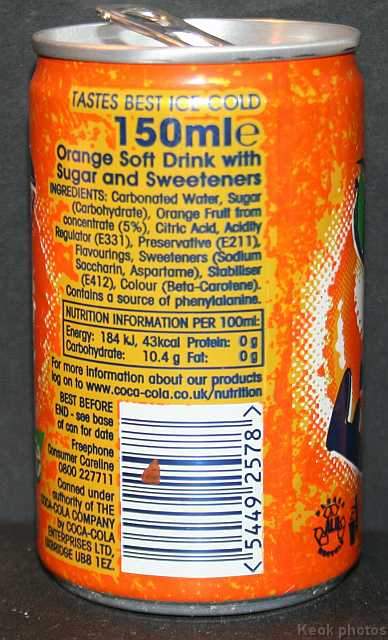 TASTES BEST ICE COLD
150ml e
Orange Soft Drink with
Sugar and Sweeteners
INGREDIENTS: Carbonated Water, Sugar
(Carbohydrate), Orange Fruit from
concentrate (5%), Citric Acid, Acidity
Regulator (E331), Preservative (E211),
Flavourings, Sweeteners (Sodium
Saccharin, Aspartame), Stabiliser
(E412), Colour (Beta-Carotene).
Contains a source of phenylalanine.
NUTRITION INFORMATION PER 100ml:
Energy: 184 kJ, 43kcal Protein: 0g
Carbohydrate: 10.4 g Fat: 0g
For more information about our products
log on to www.coca-cola.co.uk/nutrition
BEST BEFORE
END - see base
of can for date
Freephone
Consumer Careline
0800 227711
Canned under
authority of THE
COCA-COLA COMPANY
by COCA-COLA
ENTERPRISES LTD,
UXBRIDGE UB8 1EZ.
<5449 2578>
ALU
Keok photos